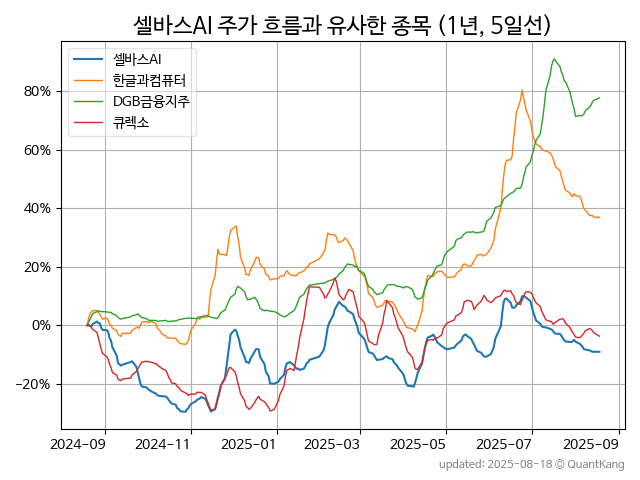 셀바스AI 주가 흐름과 유사한 종목 (1년, 5일선)
셀바스AI
한글과컴퓨터
DGB금융지주
큐렉소
80%
60%
40%
20%
0%
−20%
2024-09 2024-11 2025-01 2025-03 2025-05 2025-07 2025-09
updated: 2025-08-18 © QuantKang